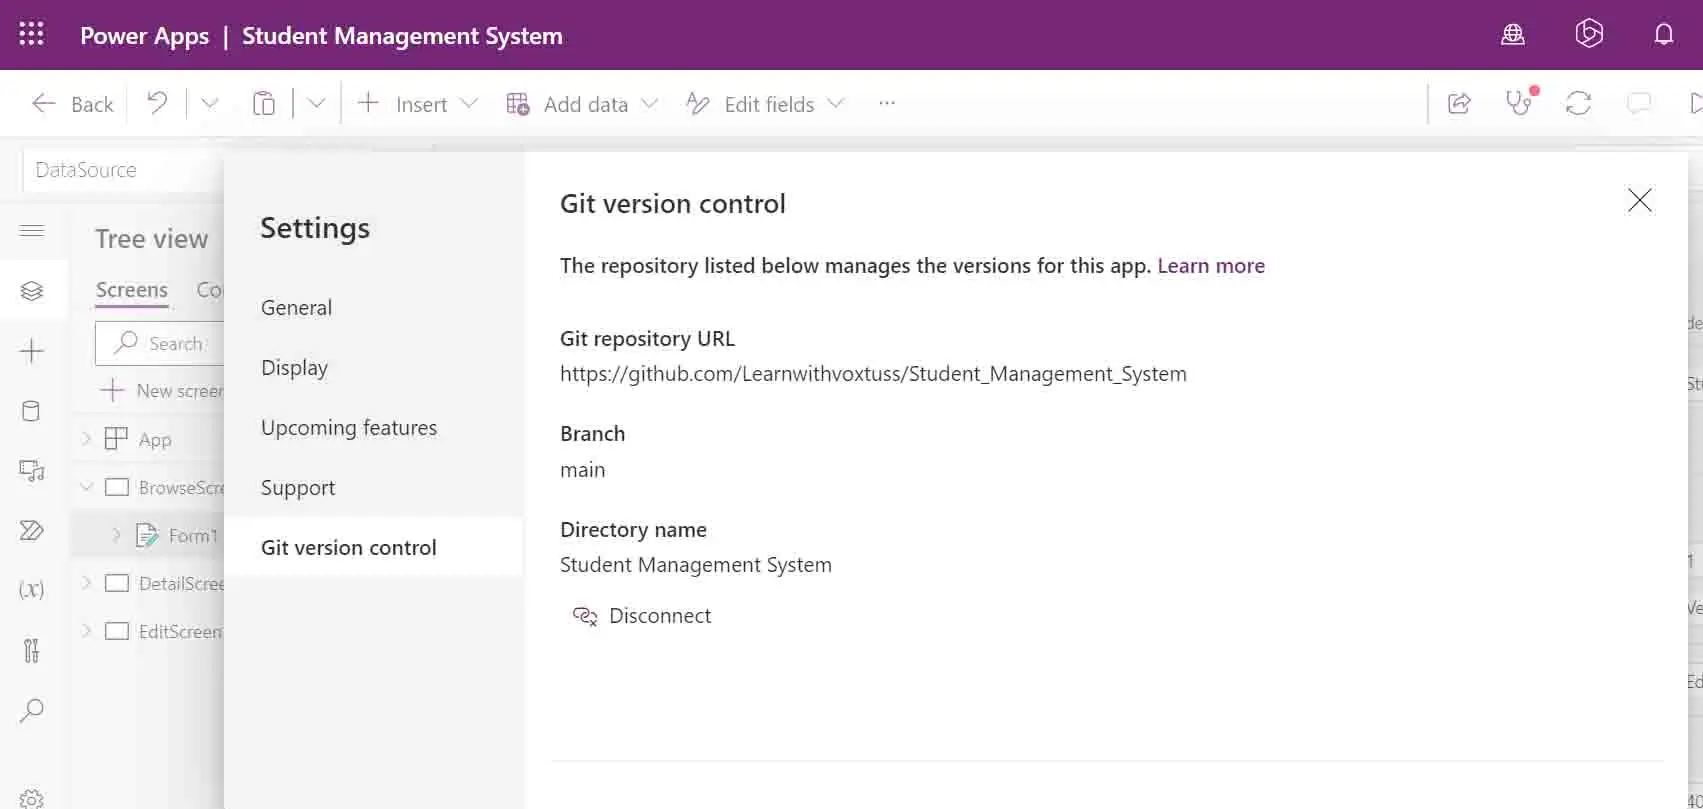 Power Apps | Student Management System
Back Insert Add data Edit fields ...
DataSource
Tree view
Screens
Search
New screen
App
BrowseScre
Form1
DetailScree
EditScreen
Settings
General
Display
Upcoming features
Support
Git version control
Git version control
The repository listed below manages the versions for this app. Learn more
Git repository URL
https://github.com/Learnwithvoxtuss/Student_Management_System
Branch
main
Directory name
Student Management System
Disconnect